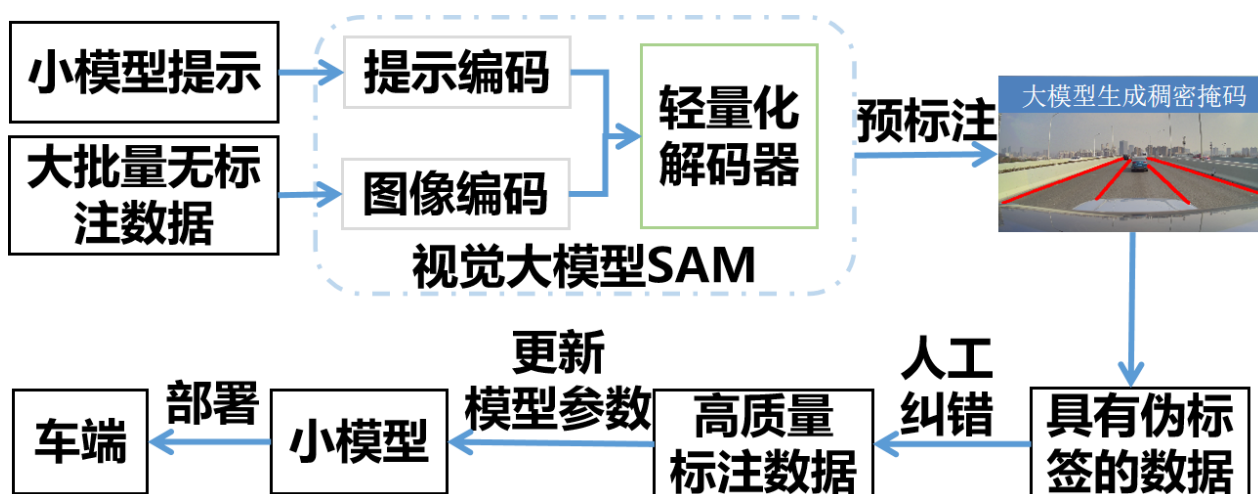 小模型提示
提示编码
轻量化
解码器
大批量无标
注数据
图像编码
视觉大模型SAM
预标注
大模型生成稠密掩码
具有伪标
签的数据
人工
纠错
高质量
标注数据
更新
模型参数
小模型
部署
车端